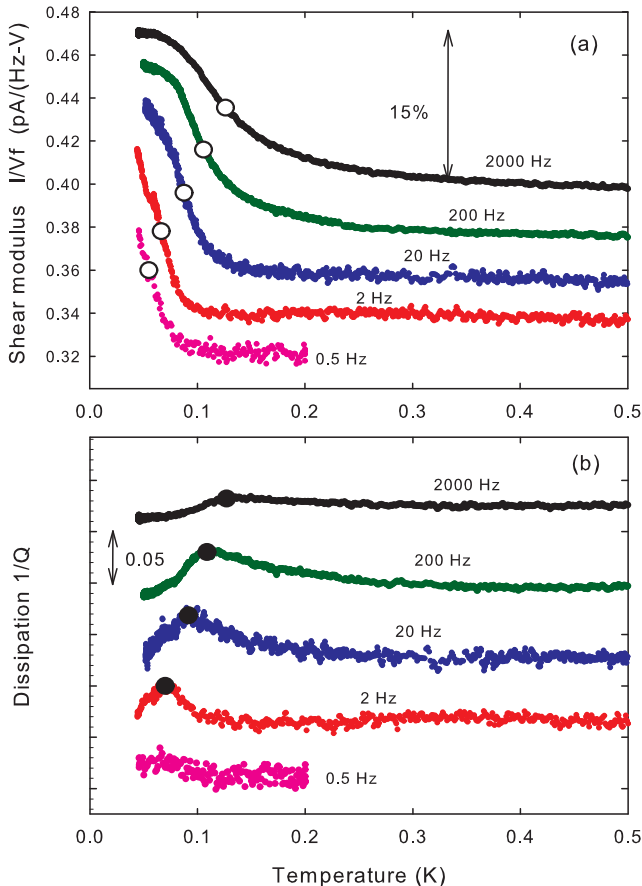 Shear modulus I/Vf (pA/(Hz-V)
0.48
0.46
0.44
0.42
0.40
0.38
0.36
0.34
0.32
(a)
15%
2000 Hz
200 Hz
20 Hz
2 Hz
0.5 Hz
0.0 0.1 0.2 0.3 0.4 0.5
Dissipation 1/Q
(b)
2000 Hz
0.05
200 Hz
20 Hz
2 Hz
0.5 Hz
0.0 0.1 0.2 0.3 0.4 0.5
Temperature (K)